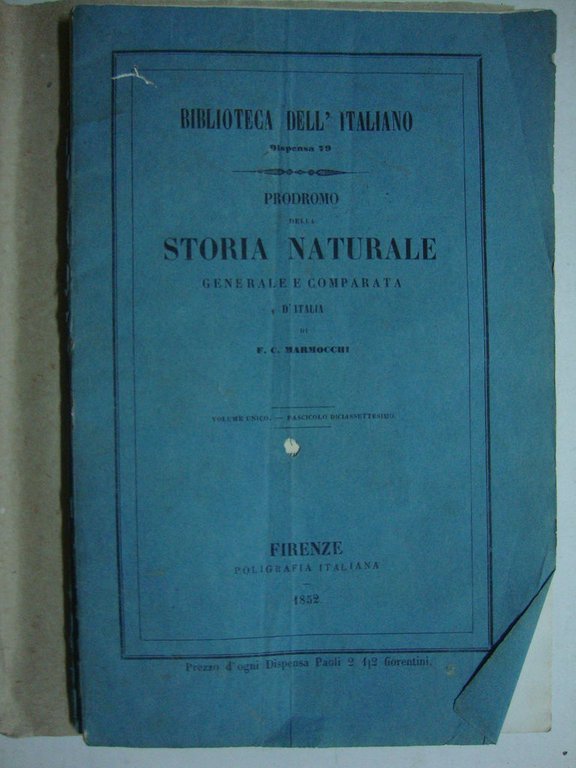 BIBLIOTECA DELL' ITALIANO
Dispensa 79
PRODROMO
DELLA
STORIA NATURALE
GENERALE E COMPARATA
D' ITALIA
DI
F. C. MARMOCCHI
VOLUME UNICO. — FASCICOLO DICIASSETTESIMO.
FIRENZE
POLIGRAFIA ITALIANA
1852.
Prezzo d'ogni Dispensa Paoli 2 1|2 fiorentini.